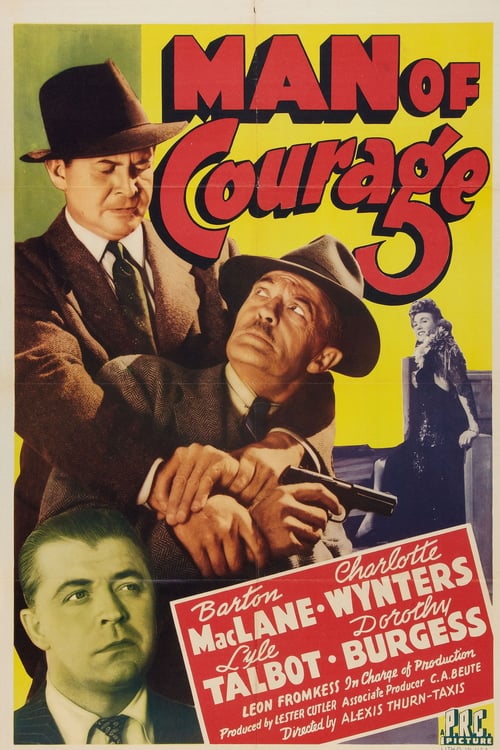 MAN OF
Courage
Barton Charlotte
MacLANE · WYNTERS
Lyle Dorothy
TALBOT · BURGESS
LEON FROMKESS In Charge of Production
Produced by LESTER CUTLER Associate Producer C.A. BEUTE
Directed by ALEXIS THURN-TAXIS
A P.R.C.
PICTURE